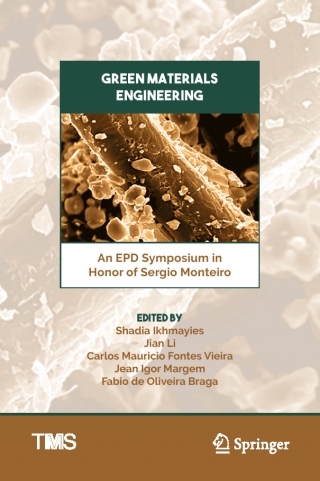 GREEN MATERIALS
ENGINEERING
An EPD Symposium in
Honor of Sergio Monteiro
EDITED BY
Shadia Ikhmayies
Jian Li
Carlos Mauricio Fontes Vieira
Jean Igor Margem
Fabio de Oliveira Braga
TMS
Springer